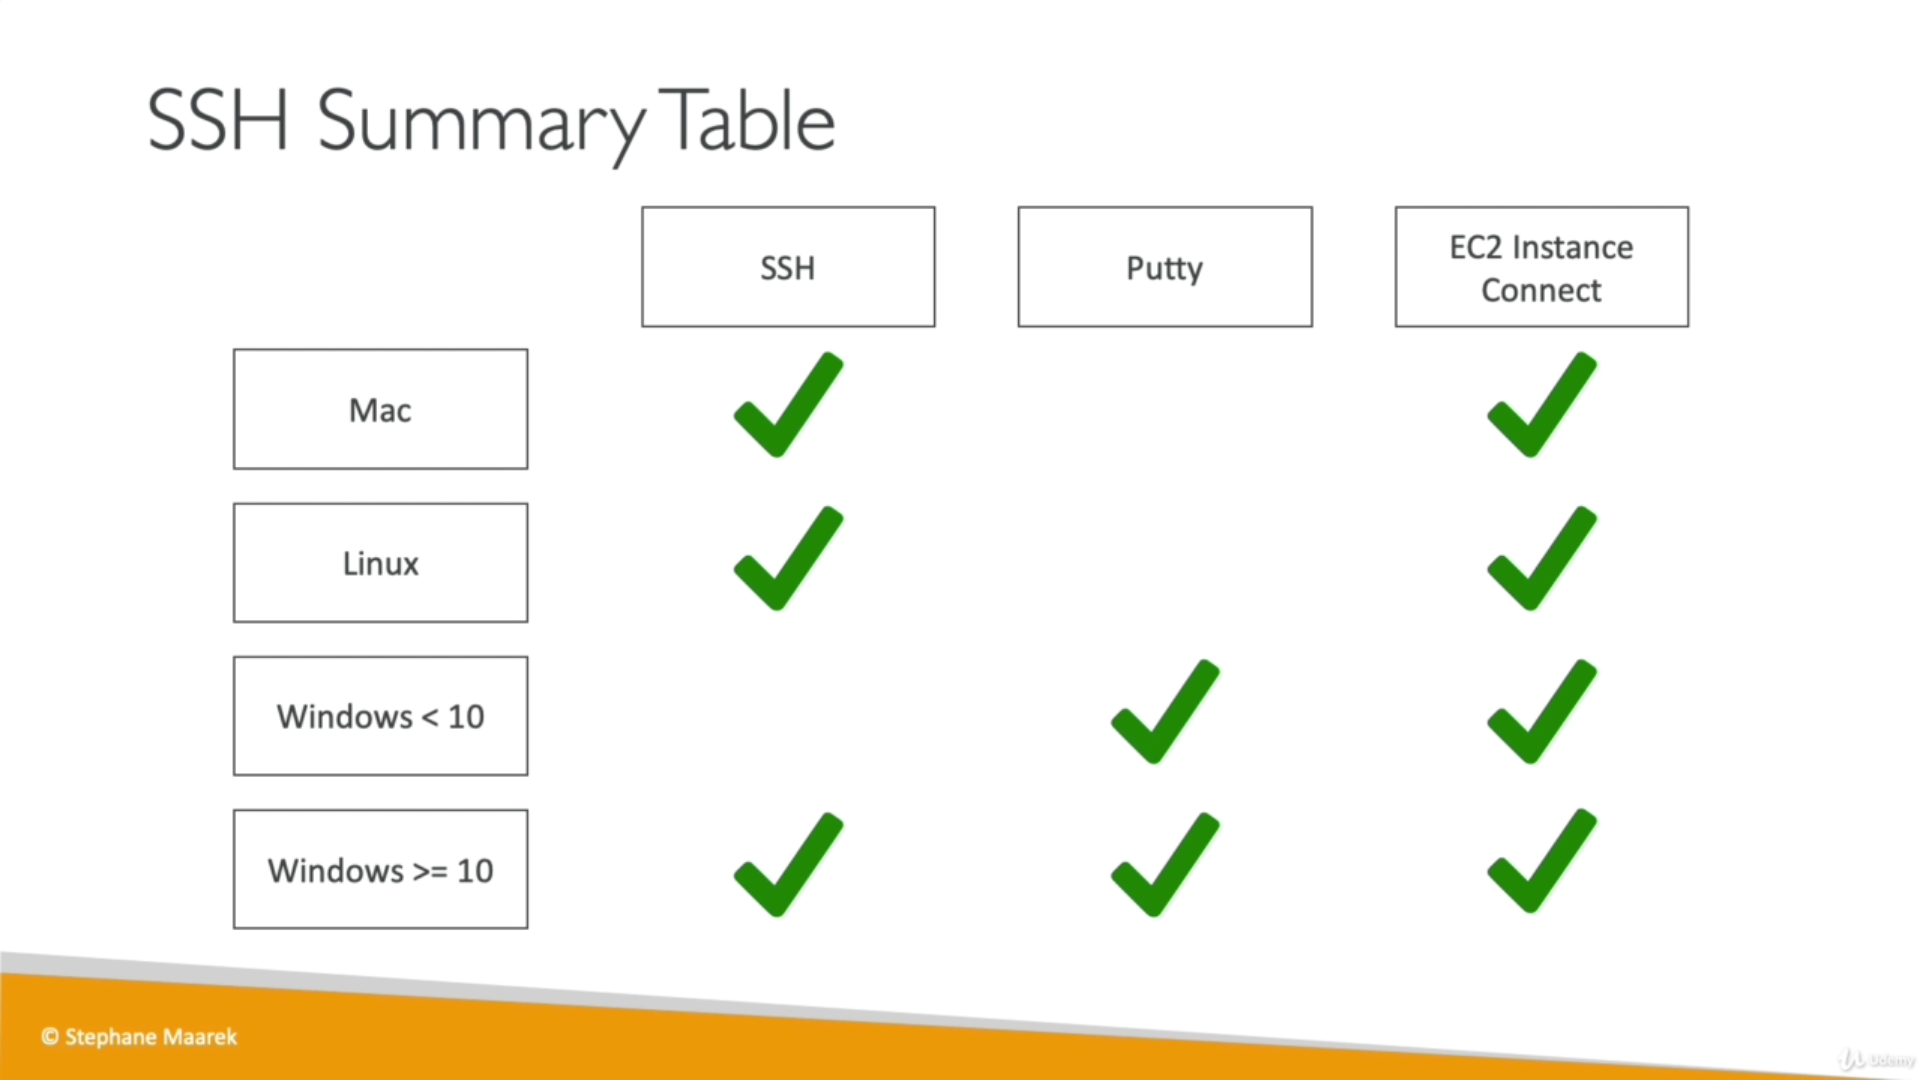 SSH Summary Table
SSH
Putty
EC2 Instance
Connect
Mac
Linux
Windows < 10
Windows >= 10
© Stephane Maarek
Udemy